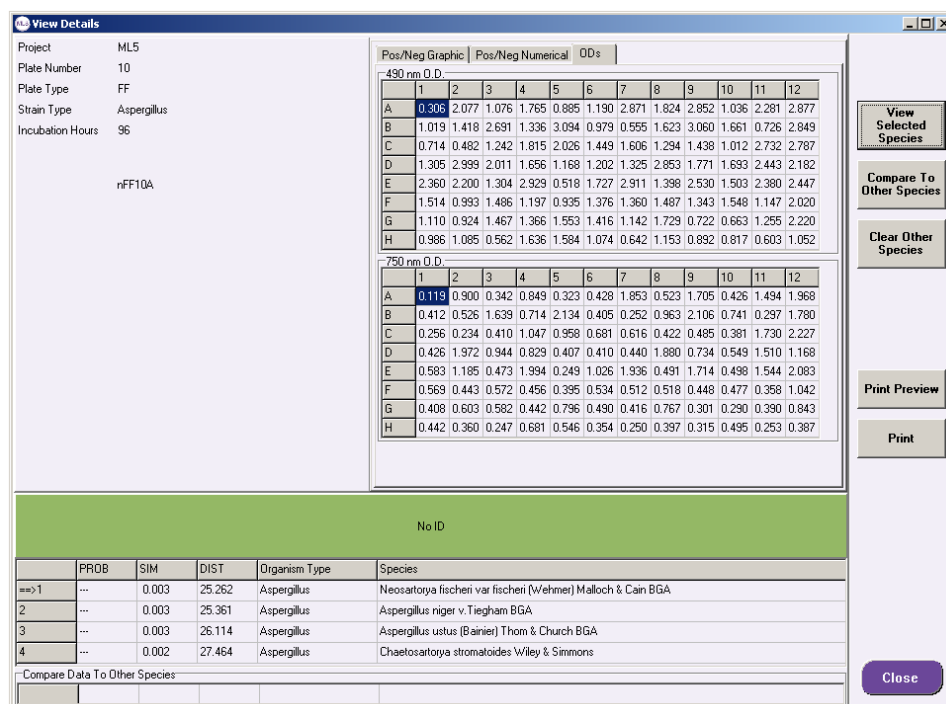 View Details
Project ML5
Plate Number 10
Plate Type FF
Strain Type Aspergillus
Incubation Hours 96
nFF10A
Pos/Neg Graphic Pos/Neg Numerical ODs
490 nm O.D.
1 2 3 4 5 6 7 8 9 10 11 12
A 0.306 2.077 1.076 1.765 0.885 1.190 2.871 1.824 2.852 1.036 2.281 2.877
B 1.019 1.418 2.691 1.336 3.094 0.979 0.555 1.623 3.060 1.661 0.726 2.849
C 0.714 0.482 1.242 1.815 2.026 1.449 1.606 1.294 1.438 1.012 2.732 2.787
D 1.305 2.999 2.011 1.656 1.168 1.202 1.325 2.853 1.771 1.693 2.443 2.182
E 2.360 2.200 1.304 2.929 0.518 1.727 2.911 1.398 2.530 1.503 2.380 2.447
F 1.514 0.993 1.486 1.197 0.935 1.376 1.360 1.487 1.343 1.548 1.147 2.020
G 1.110 0.924 1.467 1.366 1.553 1.416 1.142 1.729 0.722 0.663 1.255 2.220
H 0.986 1.085 0.562 1.636 1.584 1.074 0.642 1.153 0.892 0.817 0.603 1.052
750 nm O.D.
1 2 3 4 5 6 7 8 9 10 11 12
A 0.119 0.900 0.342 0.849 0.323 0.428 1.853 0.523 1.705 0.426 1.494 1.968
B 0.412 0.526 1.639 0.714 2.134 0.405 0.252 0.963 2.106 0.741 0.297 1.780
C 0.256 0.234 0.410 1.047 0.958 0.681 0.616 0.422 0.485 0.381 1.730 2.227
D 0.426 1.972 0.944 0.829 0.407 0.410 0.440 1.880 0.734 0.549 1.510 1.168
E 0.583 1.185 0.473 1.994 0.249 1.026 1.936 0.491 1.714 0.498 1.544 2.083
F 0.569 0.443 0.572 0.456 0.395 0.534 0.512 0.518 0.448 0.477 0.358 1.042
G 0.408 0.603 0.582 0.442 0.796 0.490 0.416 0.767 0.301 0.290 0.390 0.843
H 0.442 0.360 0.247 0.681 0.546 0.354 0.250 0.397 0.315 0.495 0.253 0.387
View
Selected
Species
Compare To
Other Species
Clear Other
Species
Print Preview
Print
No ID
PROB SIM DIST Organism Type Species
==>1 --- 0.003 25.262 Aspergillus Neosartorya fischeri var fischeri (Wehmer) Malloch & Cain BGA
2 --- 0.003 25.361 Aspergillus Aspergillus niger v.Tiegham BGA
3 --- 0.003 26.114 Aspergillus Aspergillus ustus (Bainier) Thom & Church BGA
4 --- 0.002 27.464 Aspergillus Chaetosartorya stromatoides Wiley & Simmons
Compare Data To Other Species
Close